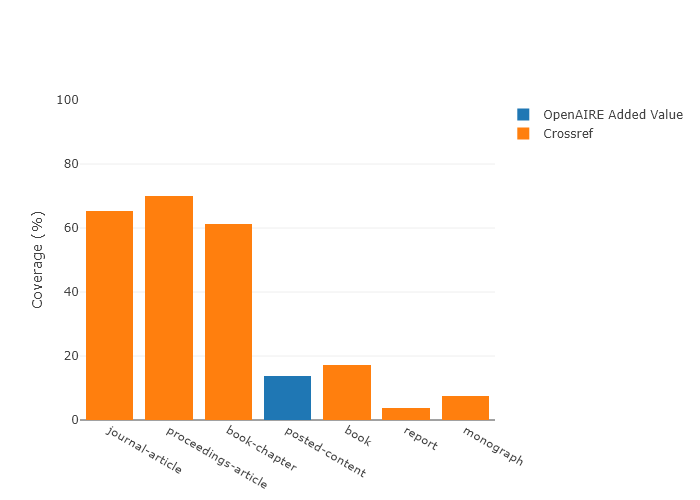 100
80
60
40
20
0
Coverage (%)
journal-article
proceedings-article
book-chapter
posted-content
book
report
monograph
OpenAIRE Added Value
Crossref